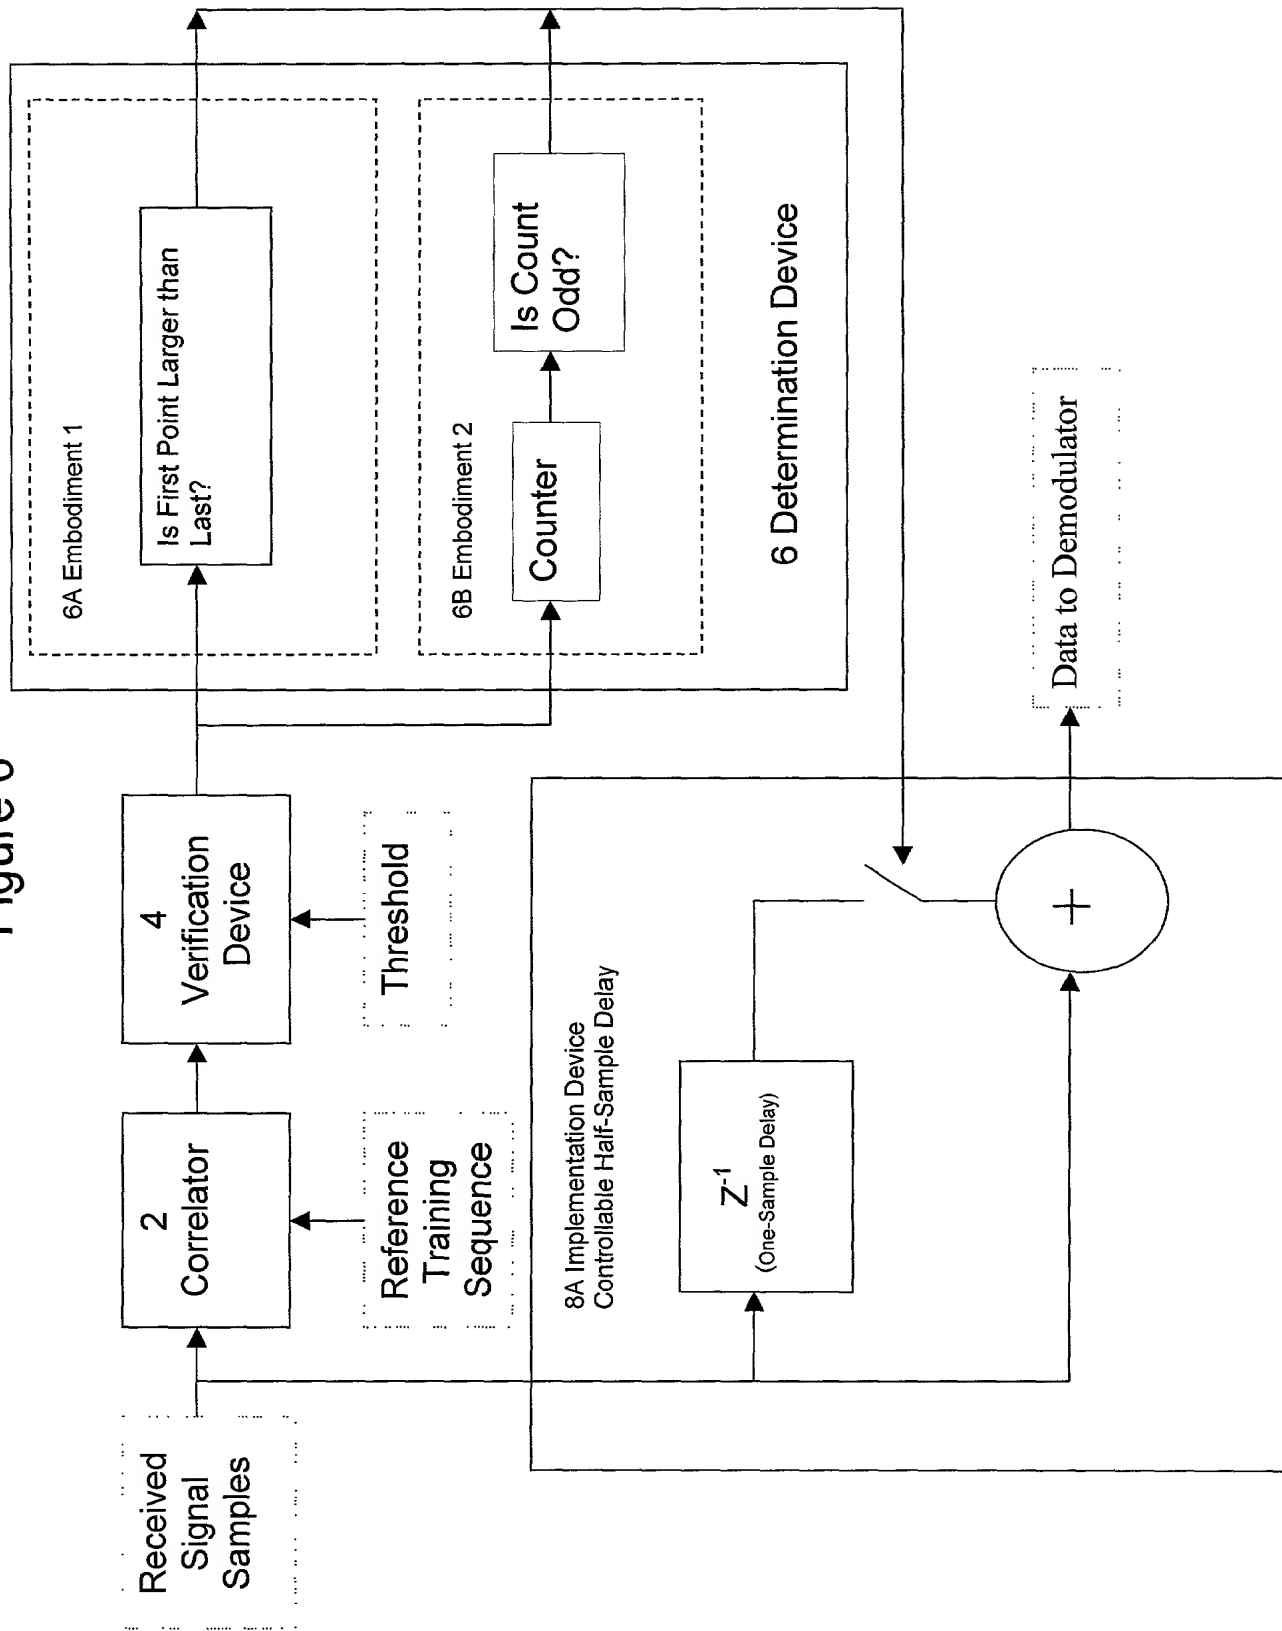 Figure
Received
Signal
Samples
2
Correlator
Reference
Training
Sequence
4
Verification
Device
Threshold
6A Embodiment 1
Is First Point Larger than
Last?
6B Embodiment 2
Counter
Is Count
Odd?
6 Determination Device
8A Implementation Device
Controllable Half-Sample Delay
Z-1
(One-Sample Delay)
+
Data to Demodulator